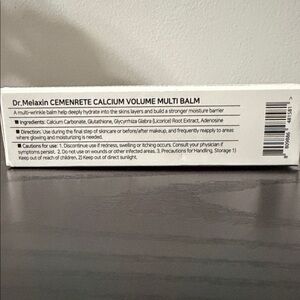 Dr.Melaxin CEMENRETE CALCIUM VOLUME MULTI BALM
A multi-wrinkle balm help deeply hydrate into the skins layers and build a stronger moisture barrier
■ Ingredients: Calcium Carbonate, Glutathione, Glycyrrhiza Glabra (Licorice) Root Extract, Adenosine
■ Direction: Use during the final step of skincare or before/after makeup, and frequently reapply to areas
where glowing and moisturizing is needed.
■ Cautions for use: 1. Discontinue use if redness, swelling or itching occurs. Consult your physician if
symptoms persist. 2. Do not use on wounds or other infected areas. 3. Precautions for Handling, Storage 1)
Keep out of reach of children. 2) Keep out of direct sunlight.